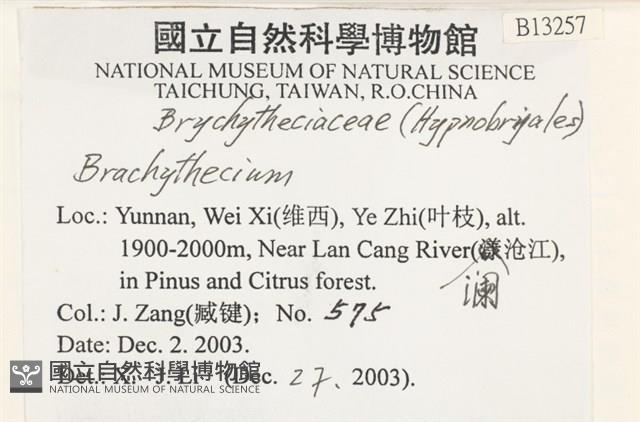 B13257
國立自然科學博物館
NATIONAL MUSEUM OF NATURAL SCIENCE
TAICHUNG, TAIWAN, R.O.CHINA
Brychytheciaceae (Hypnobryales)
Brachythecium
Loc.: Yunnan, Wei Xi(维西), Ye Zhi(叶枝), alt.
1900-2000m, Near Lan Cang River(漾沧江),
澜
in Pinus and Citrus forest.
Col.: J. Zang(臧键); No. 575
Date: Dec. 2. 2003.
Det.: X. J. Li (Dec. 27. 2003).
國立自然科學博物館
NATIONAL MUSEUM OF NATURAL SCIENCE